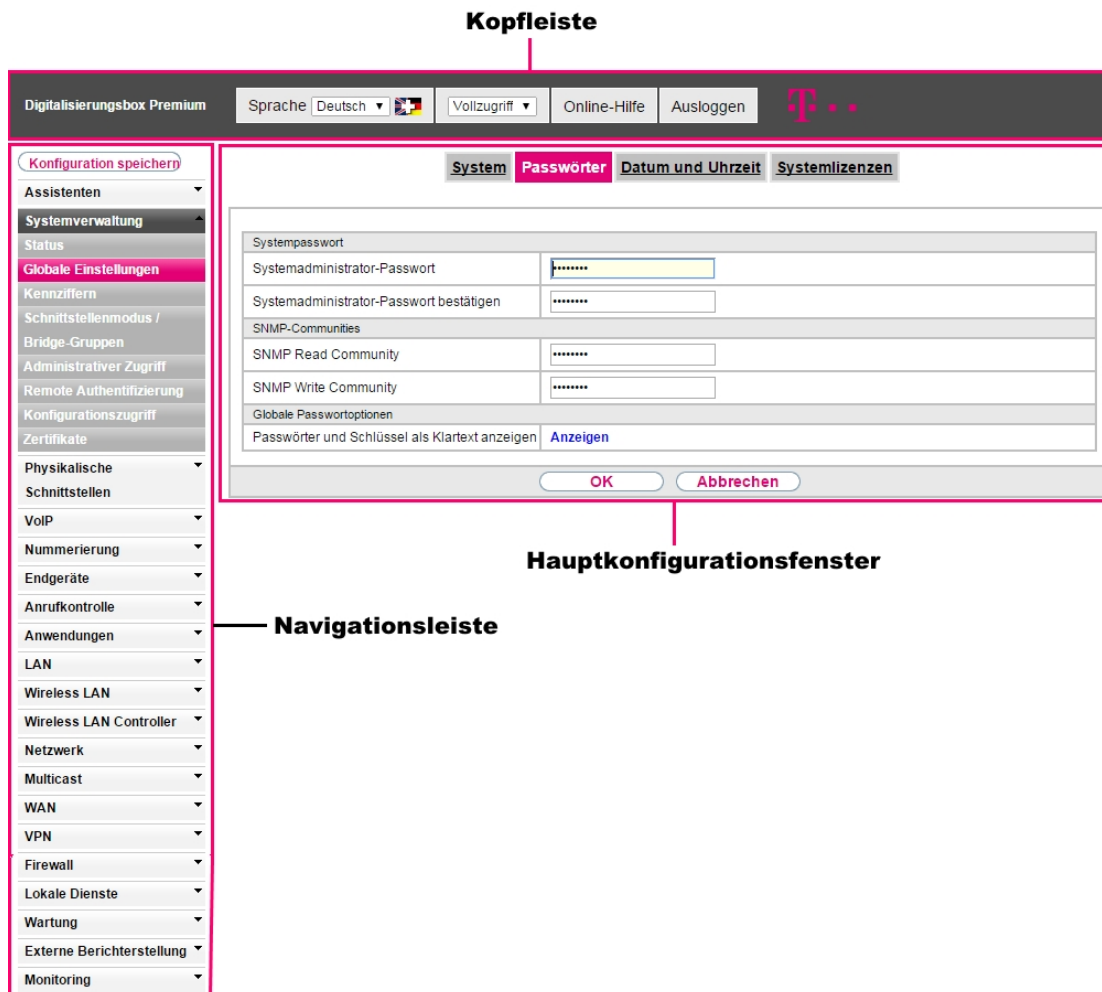 Kopfleiste
Digitalisierungsbox Premium
Sprache Deutsch
Vollzugriff
Online-Hilfe
Ausloggen
T
Konfiguration speichern
Assistenten
Systemverwaltung
Status
Globale Einstellungen
Kennziffern
Schnittstellenmodus /
Bridge-Gruppen
Administrativer Zugriff
Remote Authentifizierung
Konfigurationszugriff
Zertifikate
Physikalische
Schnittstellen
VoIP
Nummerierung
Endgeräte
Anrufkontrolle
Anwendungen
LAN
Wireless LAN
Wireless LAN Controller
Netzwerk
Multicast
WAN
VPN
Firewall
Lokale Dienste
Wartung
Externe Berichterstellung
Monitoring
System Passwörter Datum und Uhrzeit Systemlizenzen
Systempasswort
Systemadministrator-Passwort ••••••••
Systemadministrator-Passwort bestätigen ••••••••
SNMP-Communities
SNMP Read Community ••••••••
SNMP Write Community ••••••••
Globale Passwortoptionen
Passwörter und Schlüssel als Klartext anzeigen Anzeigen
OK Abbrechen
Hauptkonfigurationsfenster
Navigationsleiste